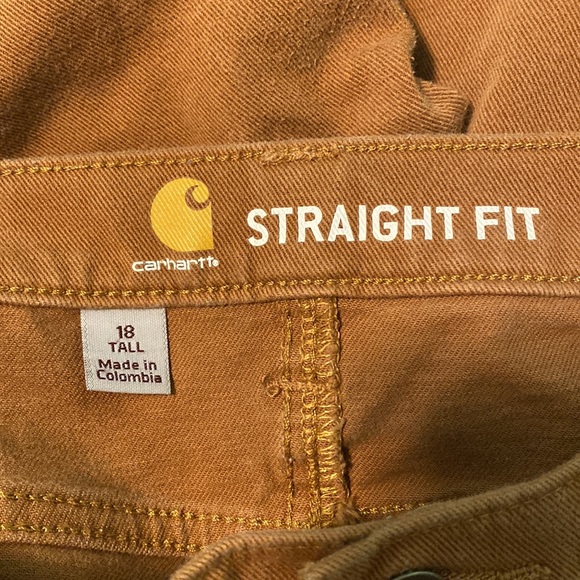 carhartt
STRAIGHT FIT
18
TALL
Made in
Colombia